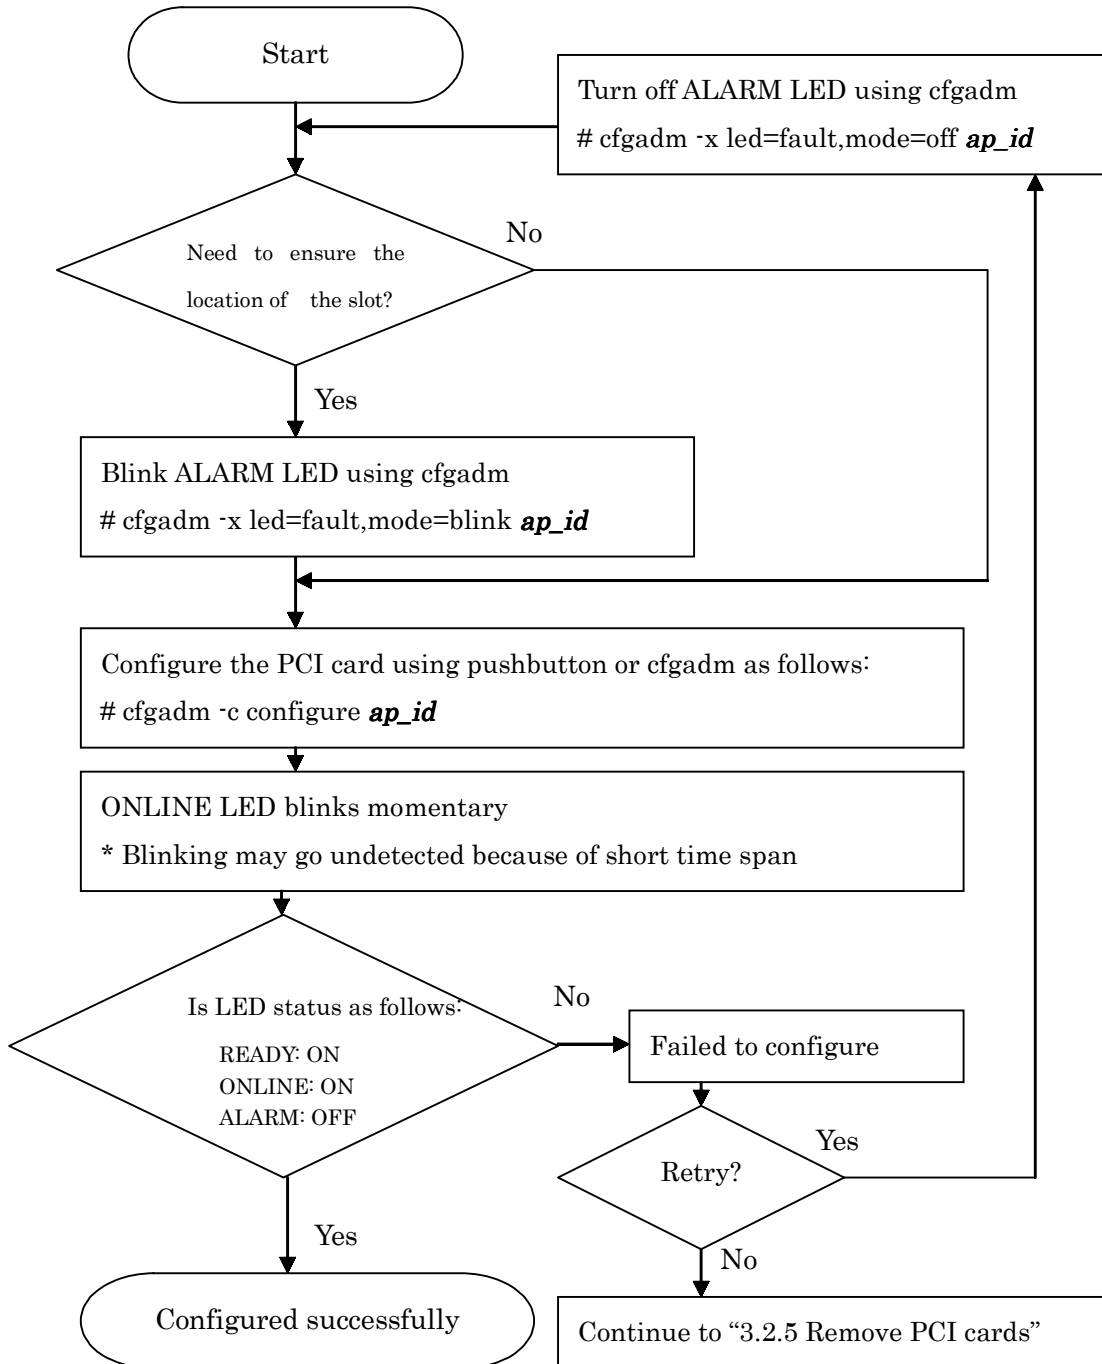 Start
Turn off ALARM LED using cfgadm
# cfgadm -x led=fault,mode=off ap_id
No
Need to ensure the
location of the slot?
Yes
Blink ALARM LED using cfgadm
# cfgadm -x led=fault,mode=blink ap_id
Configure the PCI card using pushbutton or cfgadm as follows:
# cfgadm -c configure ap_id
ONLINE LED blinks momentary
* Blinking may go undetected because of short time span
Is LED status as follows:
READY: ON
ONLINE: ON
ALARM: OFF
No
Failed to configure
Retry?
Yes
No
Yes
Configured successfully
Continue to “3.2.5 Remove PCI cards”